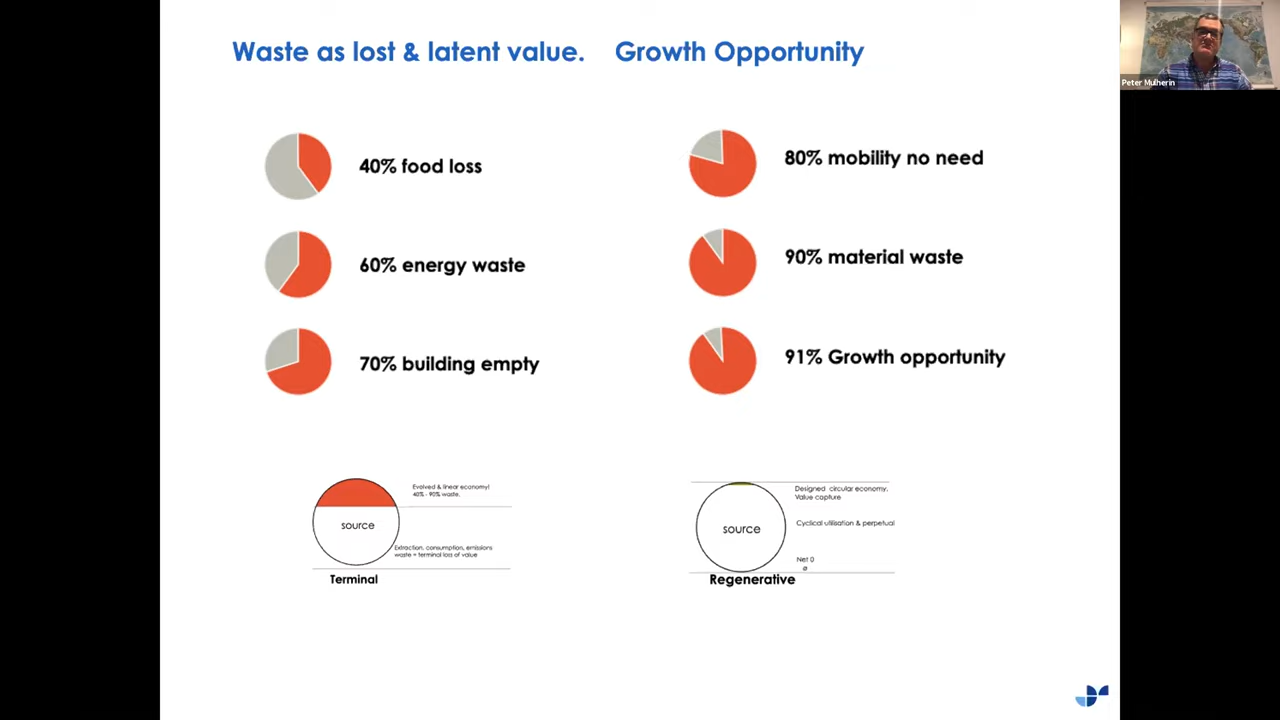 Waste as lost & latent value. Growth Opportunity
Peter Mulherin
40% food loss
80% mobility no need
60% energy waste
90% material waste
70% building empty
91% Growth opportunity
Evolved & linear economy!
40% - 90% waste.
source
Extraction, consumption, emissions
waste = terminal loss of value
Terminal
Designed circular economy.
Value capture
source
Cyclical utilisation & perpetual
Net 0
Regenerative